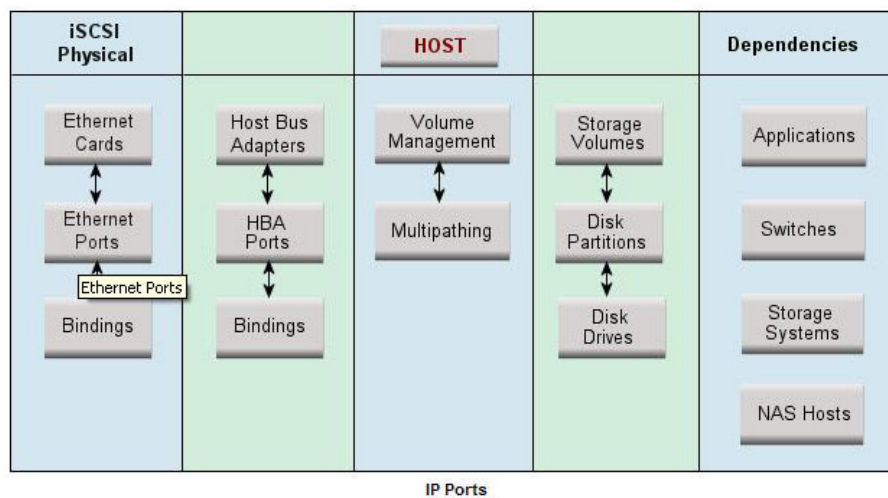 iSCSI
Physical
HOST
Dependencies
Ethernet
Cards
Ethernet
Ports
Ethernet Ports
Bindings
Host Bus
Adapters
HBA
Ports
Bindings
Volume
Management
Multipathing
Storage
Volumes
Disk
Partitions
Disk
Drives
Applications
Switches
Storage
Systems
NAS Hosts
IP Ports